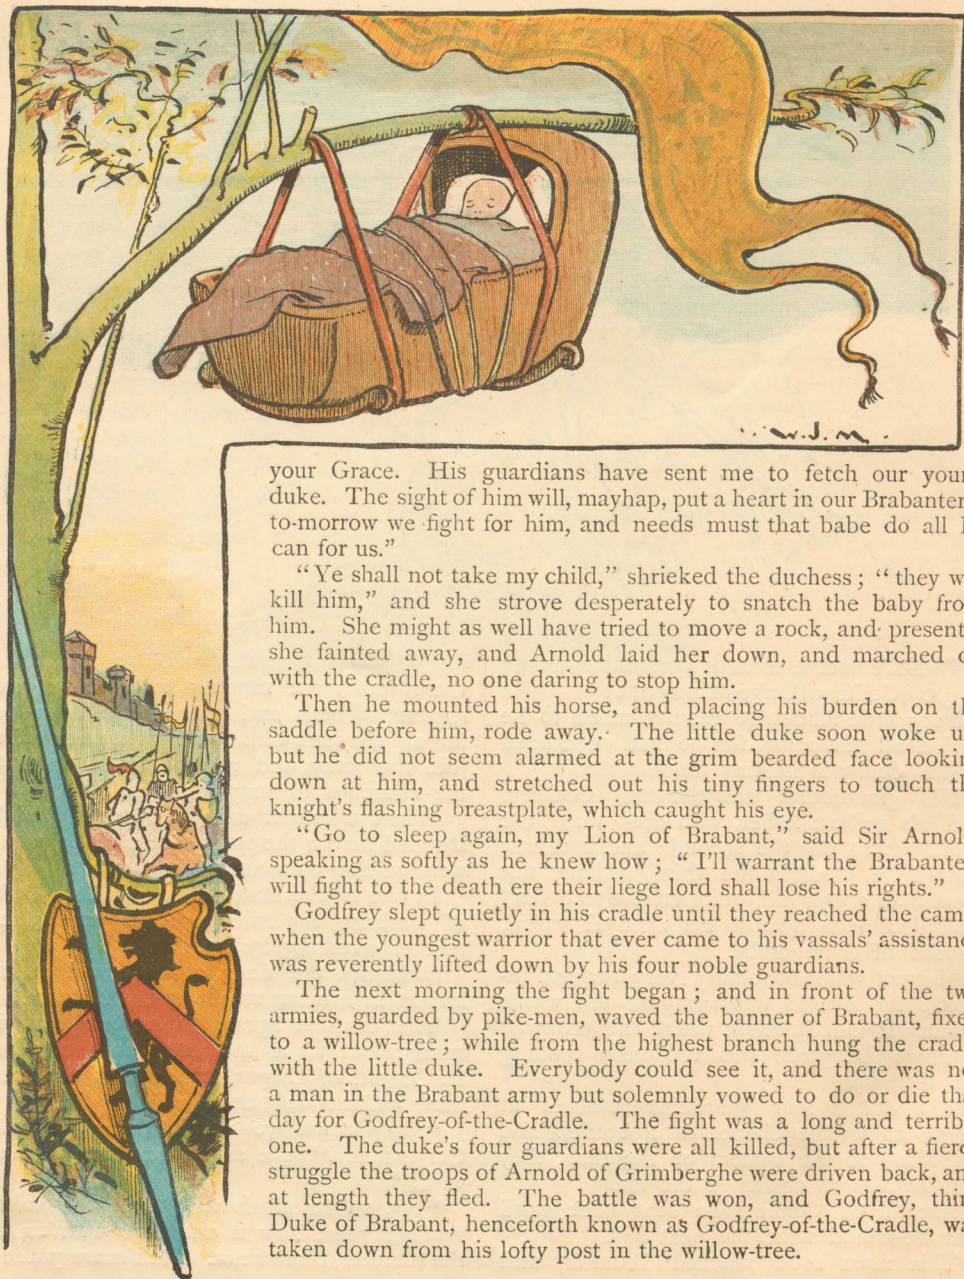 W. J. M.
your Grace. His guardians have sent me to fetch our your
duke. The sight of him will, mayhap, put a heart in our Brabanter
to-morrow we fight for him, and needs must that babe do all
can for us."
"Ye shall not take my child," shrieked the duchess; "they w
kill him," and she strove desperately to snatch the baby fro
him. She might as well have tried to move a rock, and present
she fainted away, and Arnold laid her down, and marched o
with the cradle, no one daring to stop him.
Then he mounted his horse, and placing his burden on th
saddle before him, rode away. The little duke soon woke u
but he did not seem alarmed at the grim bearded face lookin
down at him, and stretched out his tiny fingers to touch th
knight's flashing breastplate, which caught his eye.
"Go to sleep again, my Lion of Brabant," said Sir Arnol
speaking as softly as he knew how; "I'll warrant the Brabante
will fight to the death ere their liege lord shall lose his rights."
Godfrey slept quietly in his cradle until they reached the cam
when the youngest warrior that ever came to his vassals' assistan
was reverently lifted down by his four noble guardians.
The next morning the fight began; and in front of the tw
armies, guarded by pike-men, waved the banner of Brabant, fixe
to a willow-tree; while from the highest branch hung the crad
with the little duke. Everybody could see it, and there was no
a man in the Brabant army but solemnly vowed to do or die tha
day for Godfrey-of-the-Cradle. The fight was a long and terrib
one. The duke's four guardians were all killed, but after a fierc
struggle the troops of Arnold of Grimberghe were driven back, an
at length they fled. The battle was won, and Godfrey, thir
Duke of Brabant, henceforth known as Godfrey-of-the-Cradle, wa
taken down from his lofty post in the willow-tree.